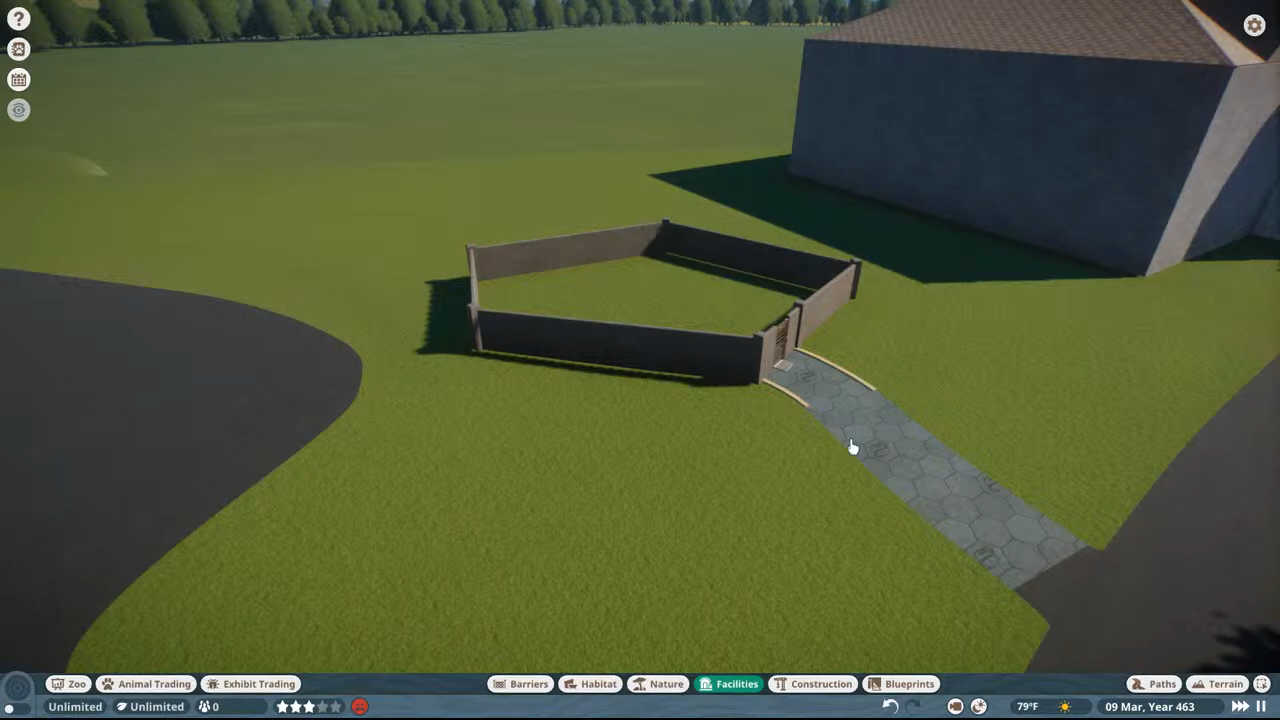 ?
Zoo
Animal Trading
Exhibit Trading
Barriers
Habitat
Nature
Facilities
Construction
Blueprints
Paths
Terrain
Unlimited
Unlimited
0
79°F
09 Mar, Year 463